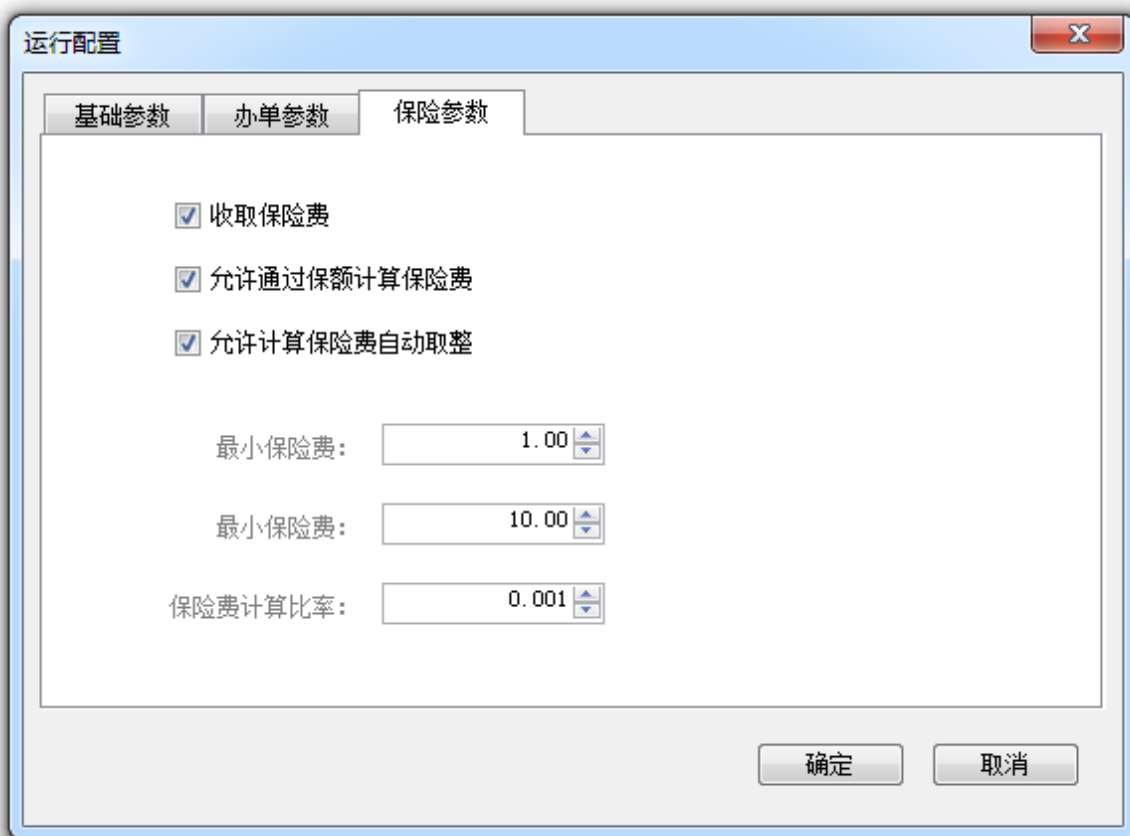 运行配置
基础参数 办单参数 保险参数
收取保险费
允许通过保额计算保险费
允许计算保险费自动取整
最小保险费： 1.00
最小保险费： 10.00
保险费计算比率： 0.001
确定 取消